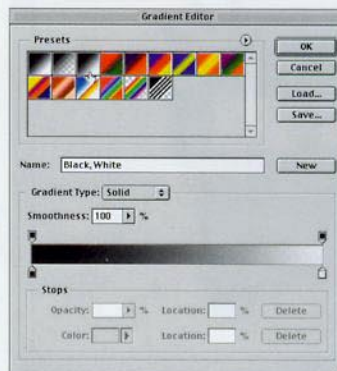 Gradient Editor
Presets
OK
Cancel
Load...
Save...
Name: Black, White
New
Gradient Type: Solid
Smoothness: 100 %
Stops
Opacity: % Location: % Delete
Color: Location: % Delete